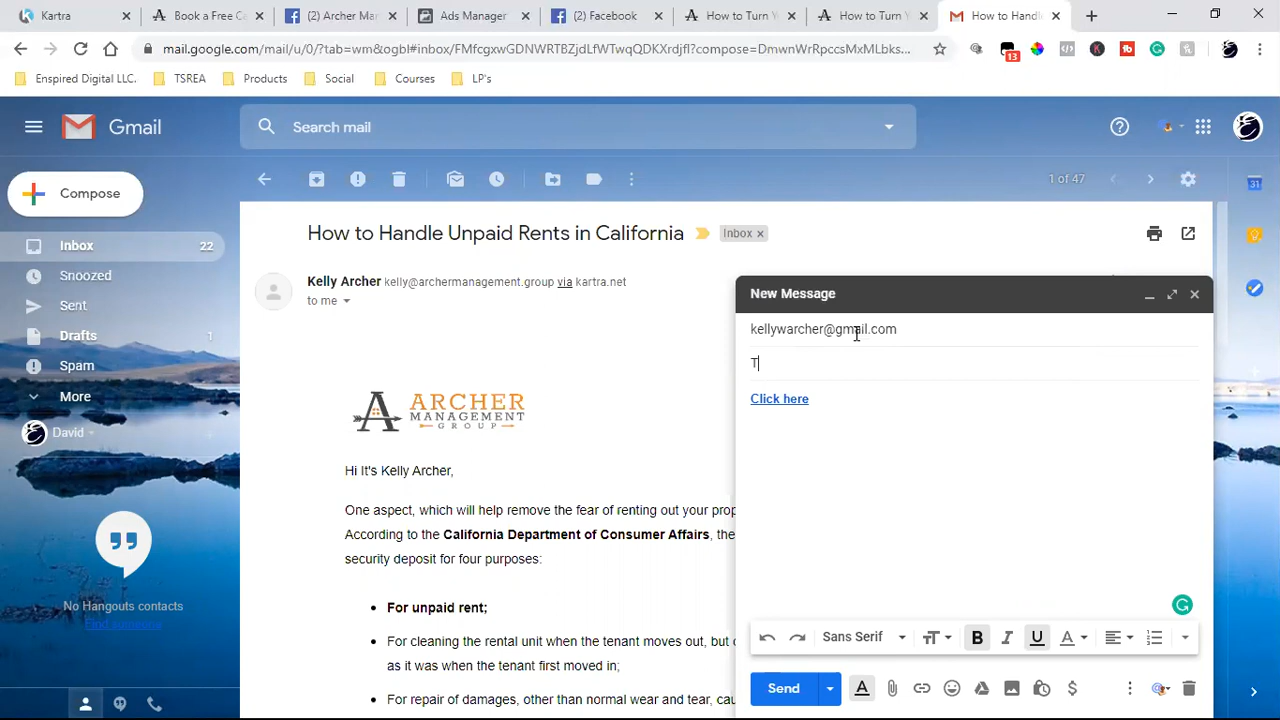 Kartra
Book a Free Ca
(2) Archer Man
Ads Manager
(2) Facebook
How to Turn Y
How to Turn Y
How to Handl
mail.google.com/mail/u/0/?tab=wm&ogbl#inbox/FMfcgxwGDNWRTBZjdLfWTwqQDKXrdjfl?compose=DmwnWrRpccsMxMLbks...
13
Enspired Digital LLC.
TSREA
Products
Social
Courses
LP's
Gmail
Search mail
Compose
1 of 47
Inbox
22
Snoozed
Sent
Drafts
Spam
More
David
No Hangouts contacts
Find someone
How to Handle Unpaid Rents in California
Inbox
Kelly Archer kelly@archermanagement.group via kartra.net
to me
ARCHER
MANAGEMENT
GROUP
Hi It's Kelly Archer,
One aspect, which will help remove the fear of renting out your prop
According to the California Department of Consumer Affairs, the
security deposit for four purposes:
For unpaid rent;
For cleaning the rental unit when the tenant moves out, but o
as it was when the tenant first moved in;
For repair of damages, other than normal wear and tear, cau
New Message
kellywarcher@gmail.com
T
Click here
Sans Serif
Send
31